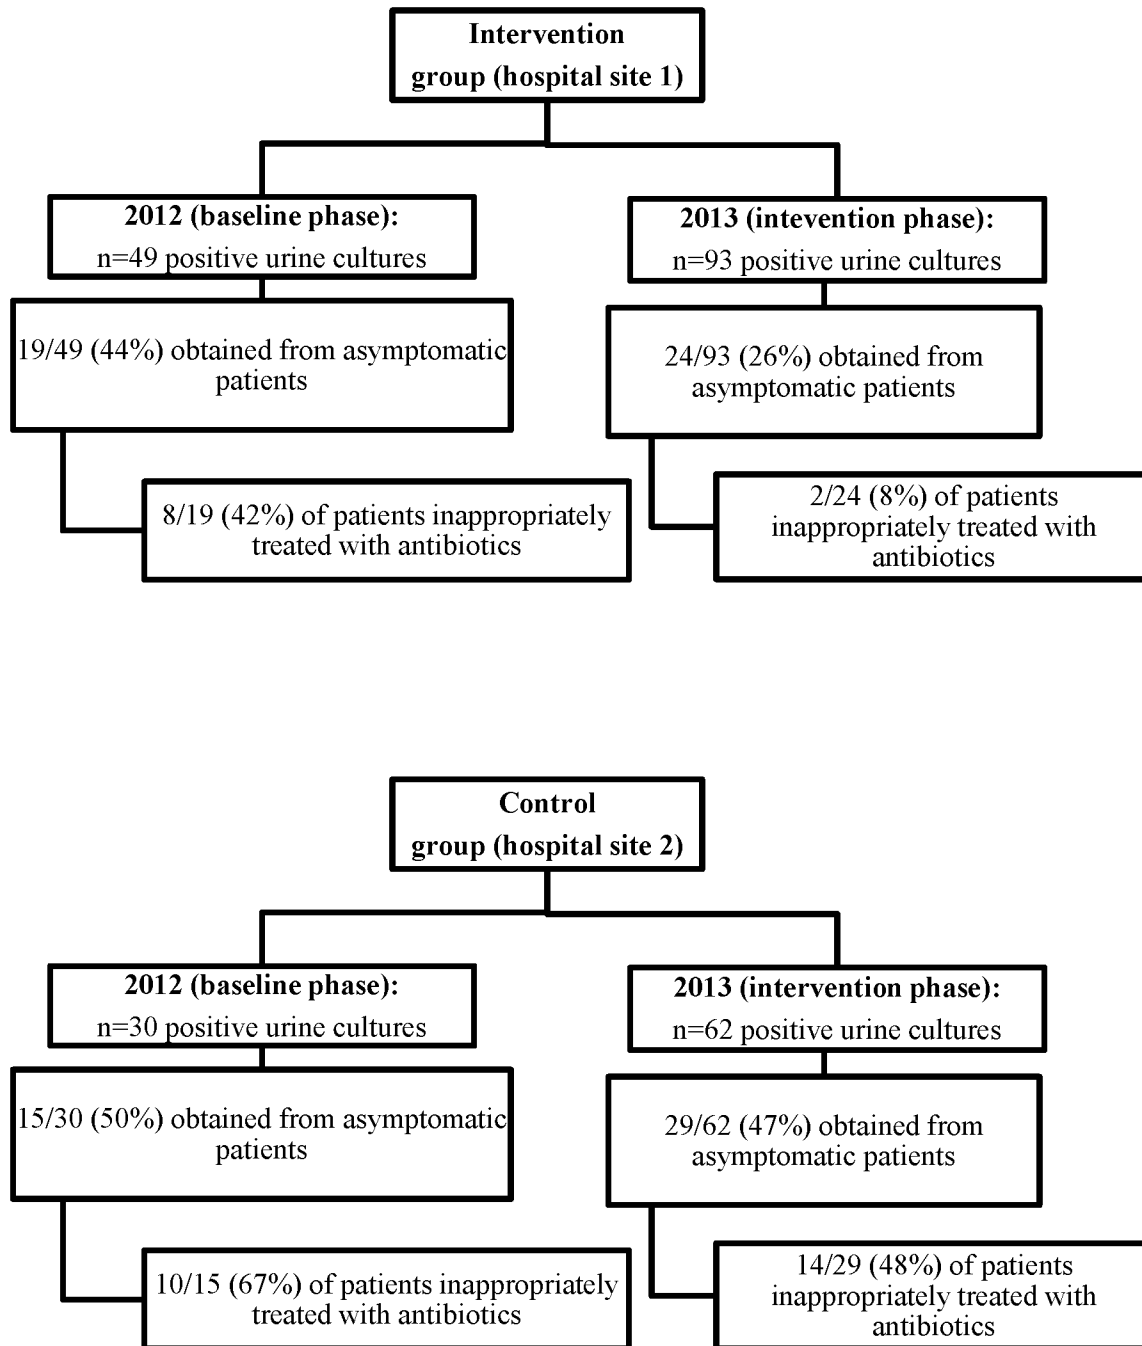 Intervention
group (hospital site 1)
2012 (baseline phase):
n=49 positive urine cultures
2013 (intevention phase):
n=93 positive urine cultures
19/49 (44%) obtained from asymptomatic
patients
24/93 (26%) obtained from
asymptomatic patients
8/19 (42%) of patients inappropriately
treated with antibiotics
2/24 (8%) of patients
inappropriately treated with
antibiotics
Control
group (hospital site 2)
2012 (baseline phase):
n=30 positive urine cultures
2013 (intervention phase):
n=62 positive urine cultures
15/30 (50%) obtained from asymptomatic
patients
29/62 (47%) obtained from
asymptomatic patients
10/15 (67%) of patients inappropriately
treated with antibiotics
14/29 (48%) of patients
inappropriately treated with
antibiotics